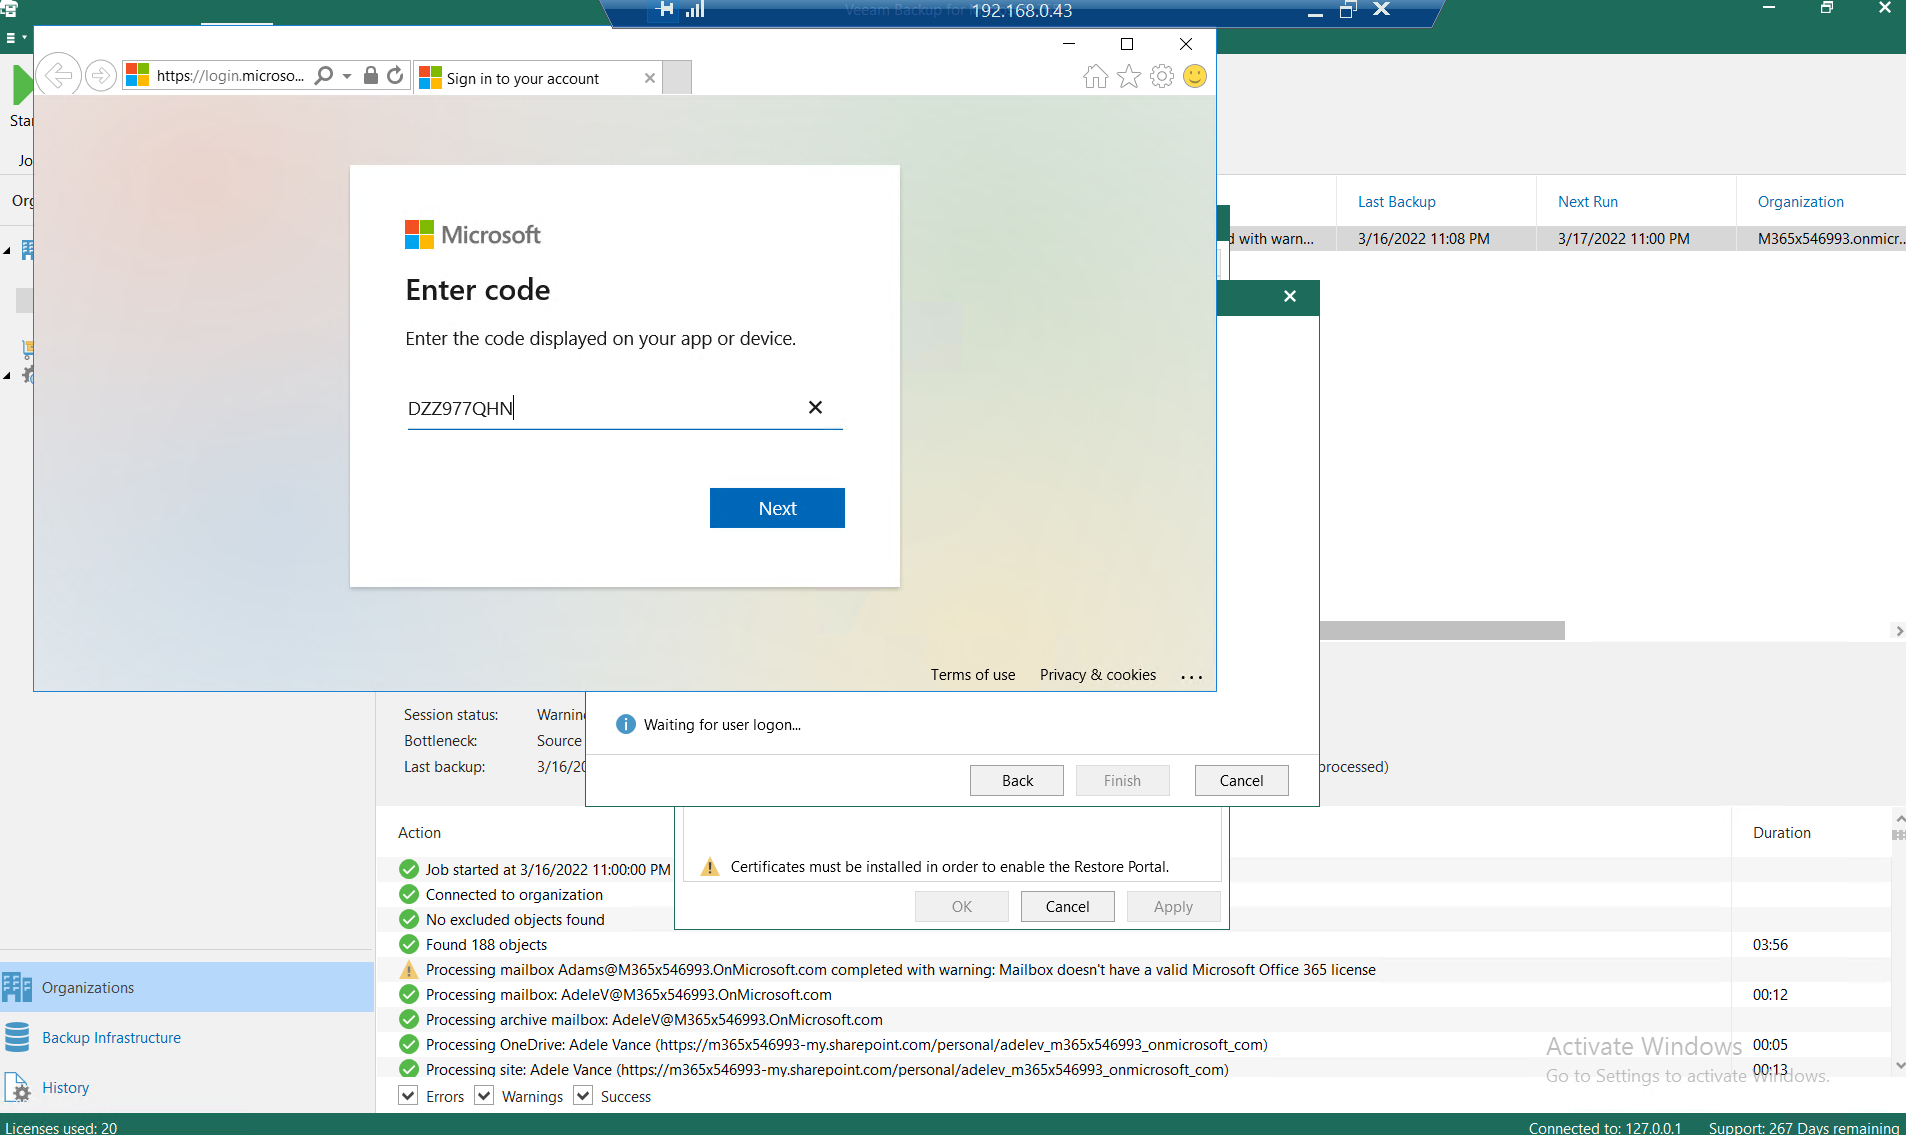 Veeam Backup for
192.168.0.43
https://login.microso...
Sign in to your account
Star
Jo
Org
Last Backup
Next Run
Organization
d with warn...
3/16/2022 11:08 PM
3/17/2022 11:00 PM
M365x546993.onmicr...
Microsoft
Enter code
Enter the code displayed on your app or device.
DZZ977QHN
Next
Terms of use
Privacy & cookies
...
Session status:
Warnin
Bottleneck:
Source
Last backup:
3/16/20
processed)
Waiting for user logon...
Back
Finish
Cancel
Certificates must be installed in order to enable the Restore Portal.
OK
Cancel
Apply
Action
Duration
Job started at 3/16/2022 11:00:00 PM
Connected to organization
No excluded objects found
Found 188 objects
03:56
Processing mailbox Adams@M365x546993.OnMicrosoft.com completed with warning: Mailbox doesn't have a valid Microsoft Office 365 license
Processing mailbox: AdeleV@M365x546993.OnMicrosoft.com
00:12
Processing archive mailbox: AdeleV@M365x546993.OnMicrosoft.com
Processing OneDrive: Adele Vance (https://m365x546993-my.sharepoint.com/personal/adelev_m365x546993_onmicrosoft_com)
00:05
Processing site: Adele Vance (https://m365x546993-my.sharepoint.com/personal/adelev_m365x546993_onmicrosoft_com)
00:13
Errors
Warnings
Success
Organizations
Backup Infrastructure
History
Activate Windows
Go to Settings to activate Windows.
Licenses used: 20
Connected to: 127.0.0.1
Support: 267 Days remaining